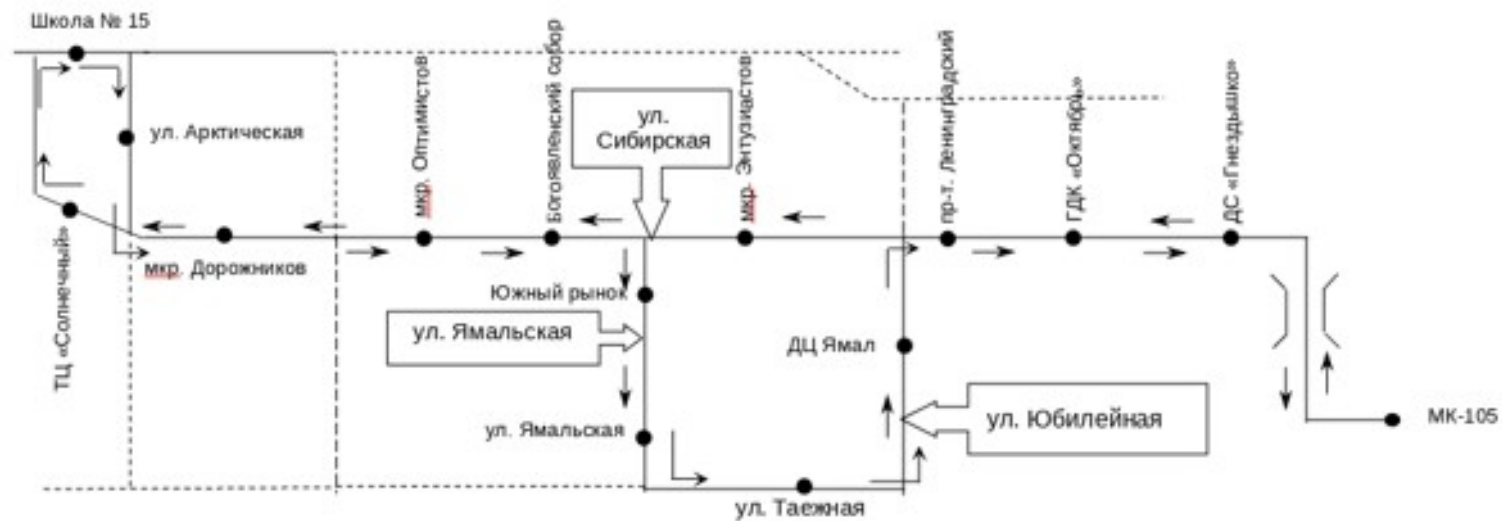 Школа № 15
ул. Арктическая
мкр. Оптимистов
Богоявленский собор
ул.
Сибирская
мкр. Энтузиастов
пр-т. Ленинградский
ГДК «Октябрь»
ДС «Гнездышко»
ТЦ «Солнечный»
мкр. Дорожников
Южный рынок
ул. Ямальская
ДЦ Ямал
ул. Ямальская
ул. Юбилейная
МК-105
ул. Таежная